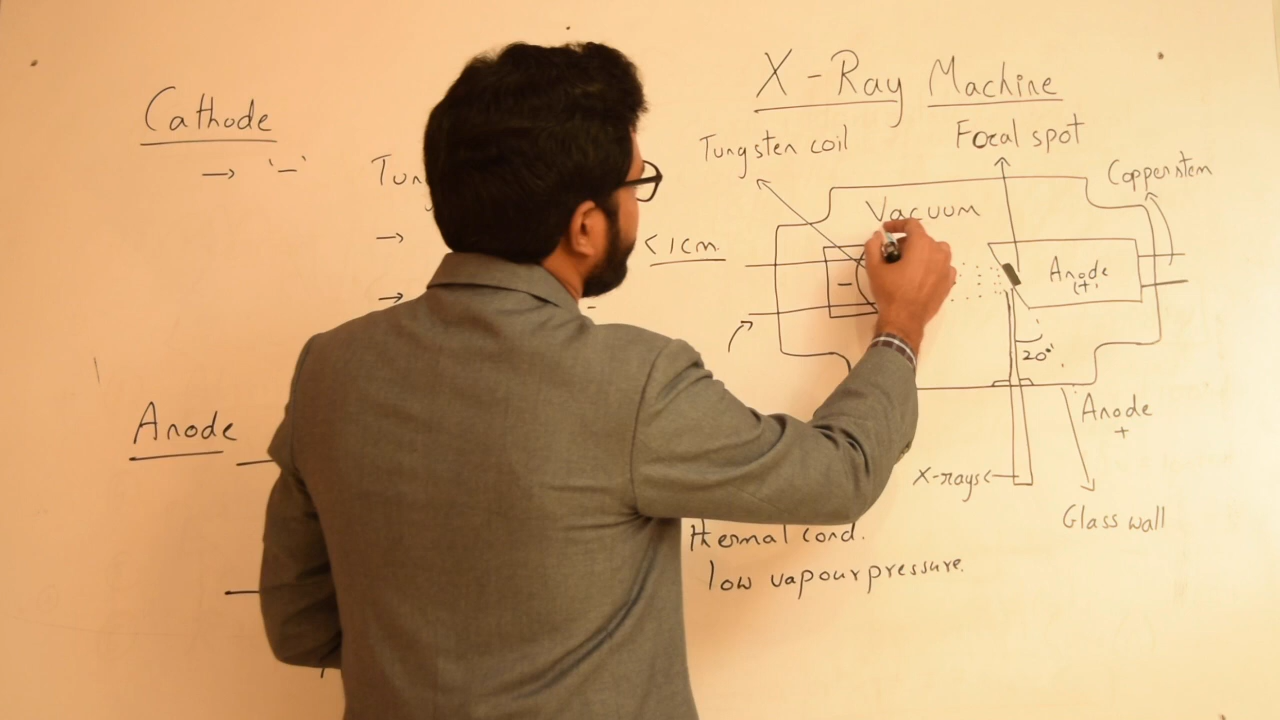 X-Ray Machine
Cathode
→ '-'
Tun
→
<1cm.
→
-
Tungsten coil
Focal spot
Copper stem
Vacuum
-
Anode
(+)
20°
Anode
+
X-rays
Glass wall
Anode
thermal cond.
low vapour pressure.